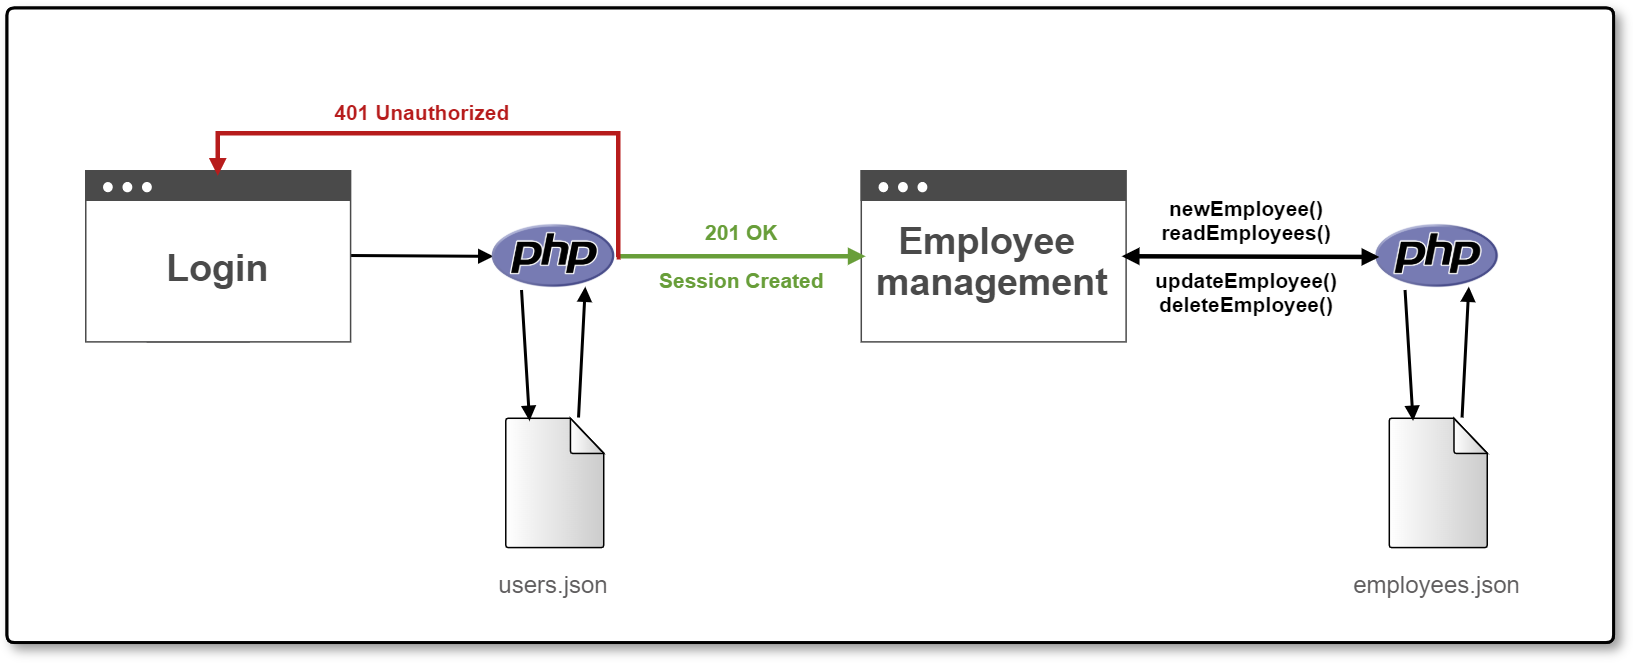 401 Unauthorized
Login
php
201 OK
Session Created
Employee
management
newEmployee()
readEmployees()
updateEmployee()
deleteEmployee()
php
users.json
employees.json